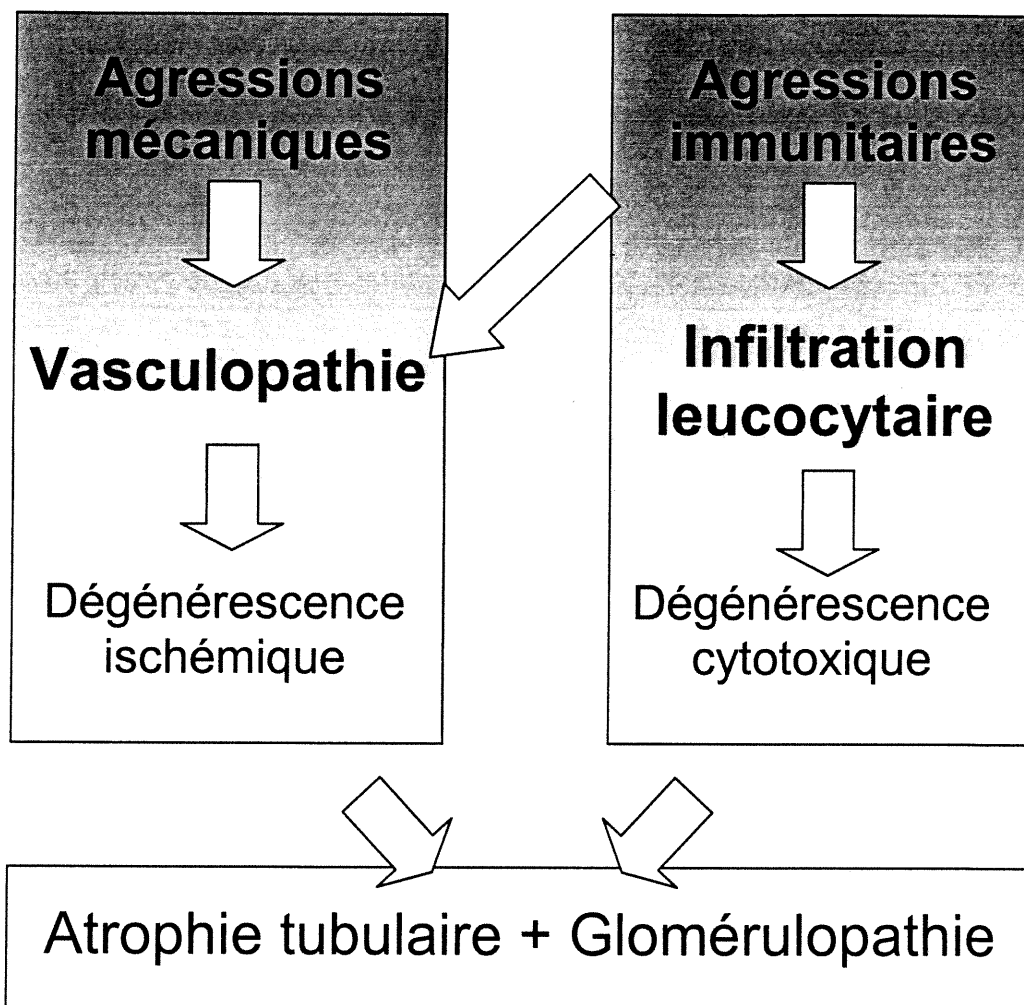 Agressions
mécaniques
Vasculopathie
Dégénérescence
ischémique
Agressions
immunitaires
Infiltration
leucocytaire
Dégénérescence
cytotoxique
Atrophie tubulaire + Glomérulopathie